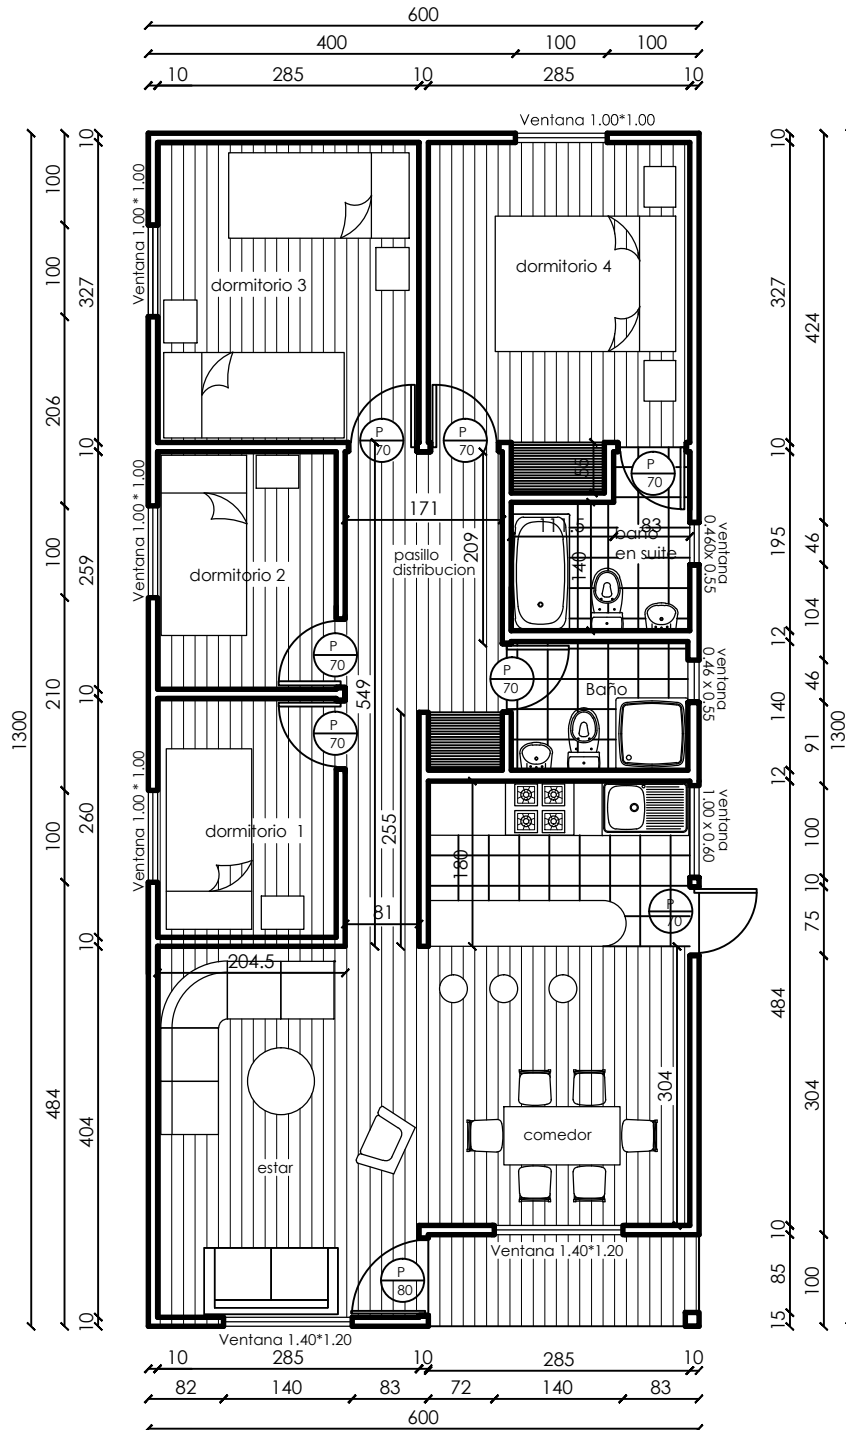 600
400 100 100
10 285 10 285 10
Ventana 1.00*1.00
10
100
100
206
100
210
100
484
1300
10
327
10
259
10
260
10
404
10
Ventana 1.00 * 1.00
Ventana 1.00 * 1.00
Ventana 1.00 * 1.00
dormitorio 3
dormitorio 4
P
70
P
70
P
70
55
171
209
pasillo
distribucion
111.5
83
baño
en suite
140
dormitorio 2
P
70
P
70
P
70
Baño
549
255
dormitorio 1
180
81
P
70
204.5
304
comedor
estar
P
80
ventana
0.460x 0.55
ventana
0.46 x 0.55
ventana
1.00 x 0.60
10
327
10
195
12
140
12
484
10
85
15
424
46
104
46
91
100
10
75
304
100
1300
Ventana 1.40*1.20
Ventana 1.40*1.20
10 285 10 285 10
82 140 83 72 140 83
600